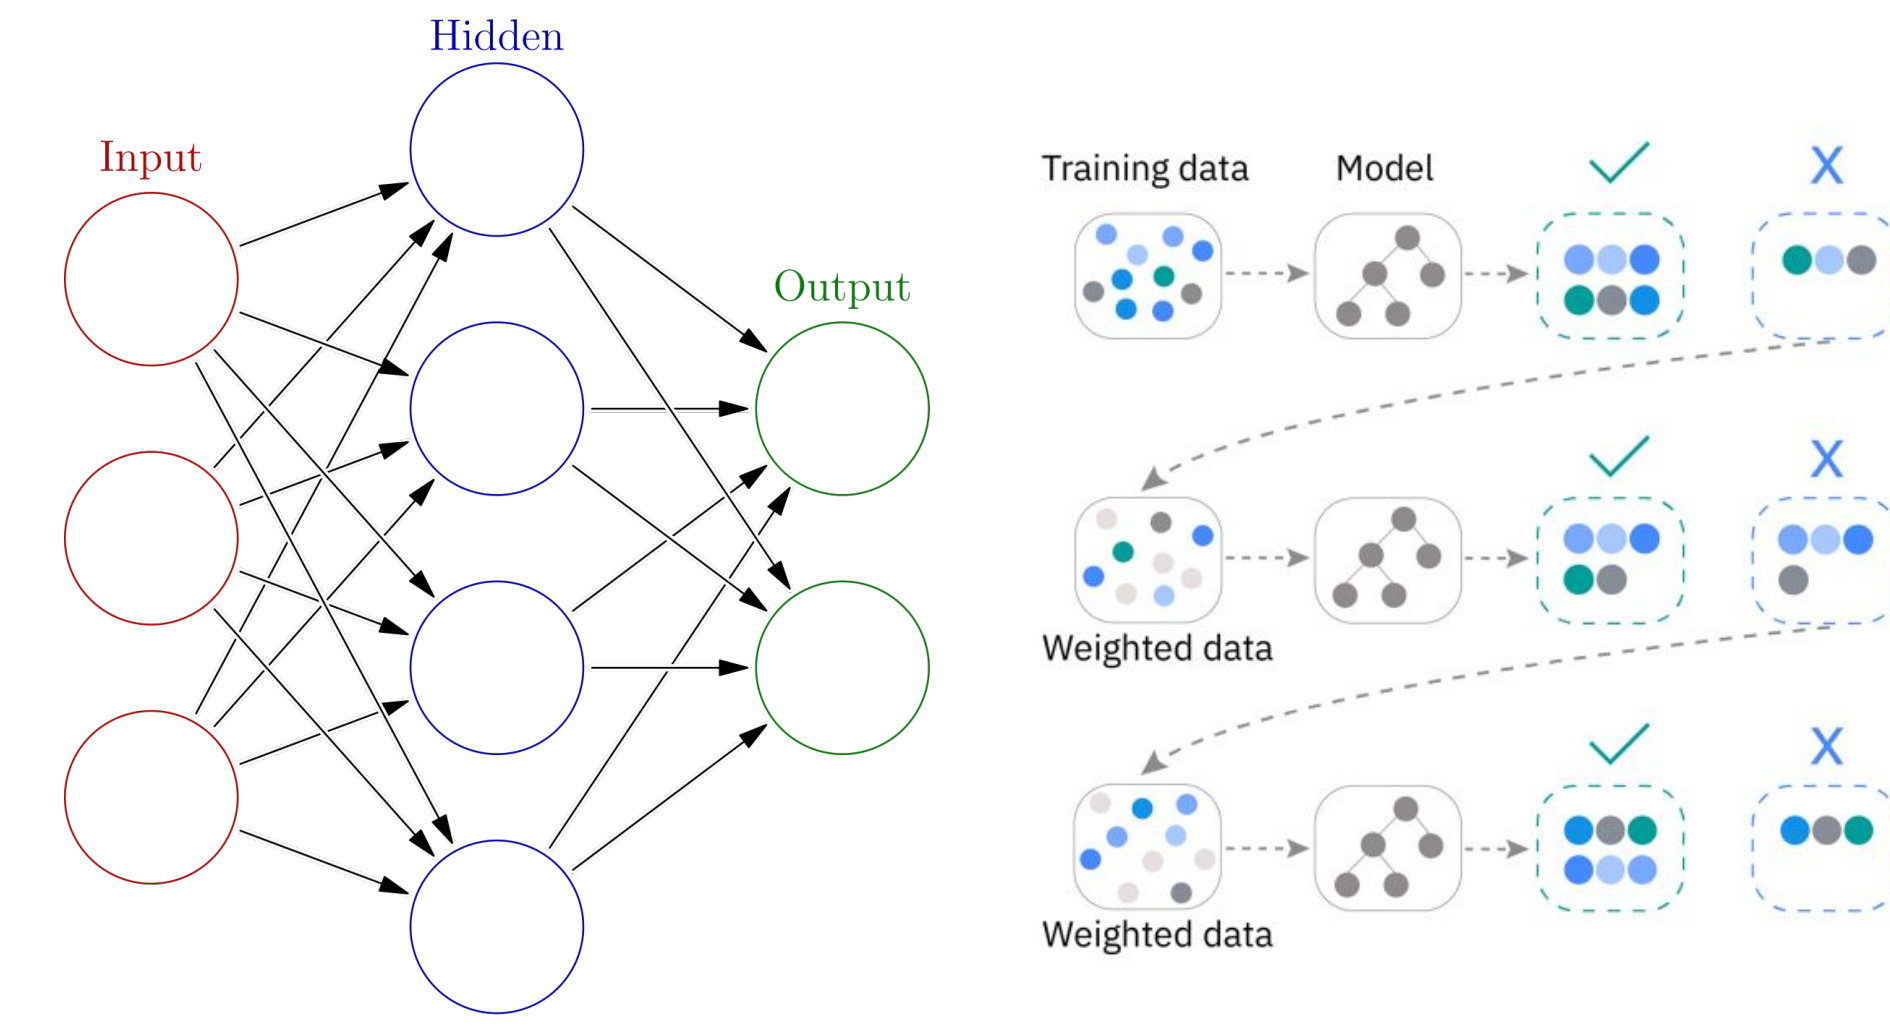 Hidden
Input
Output
Training data
Model
X
X
Weighted data
X
Weighted data